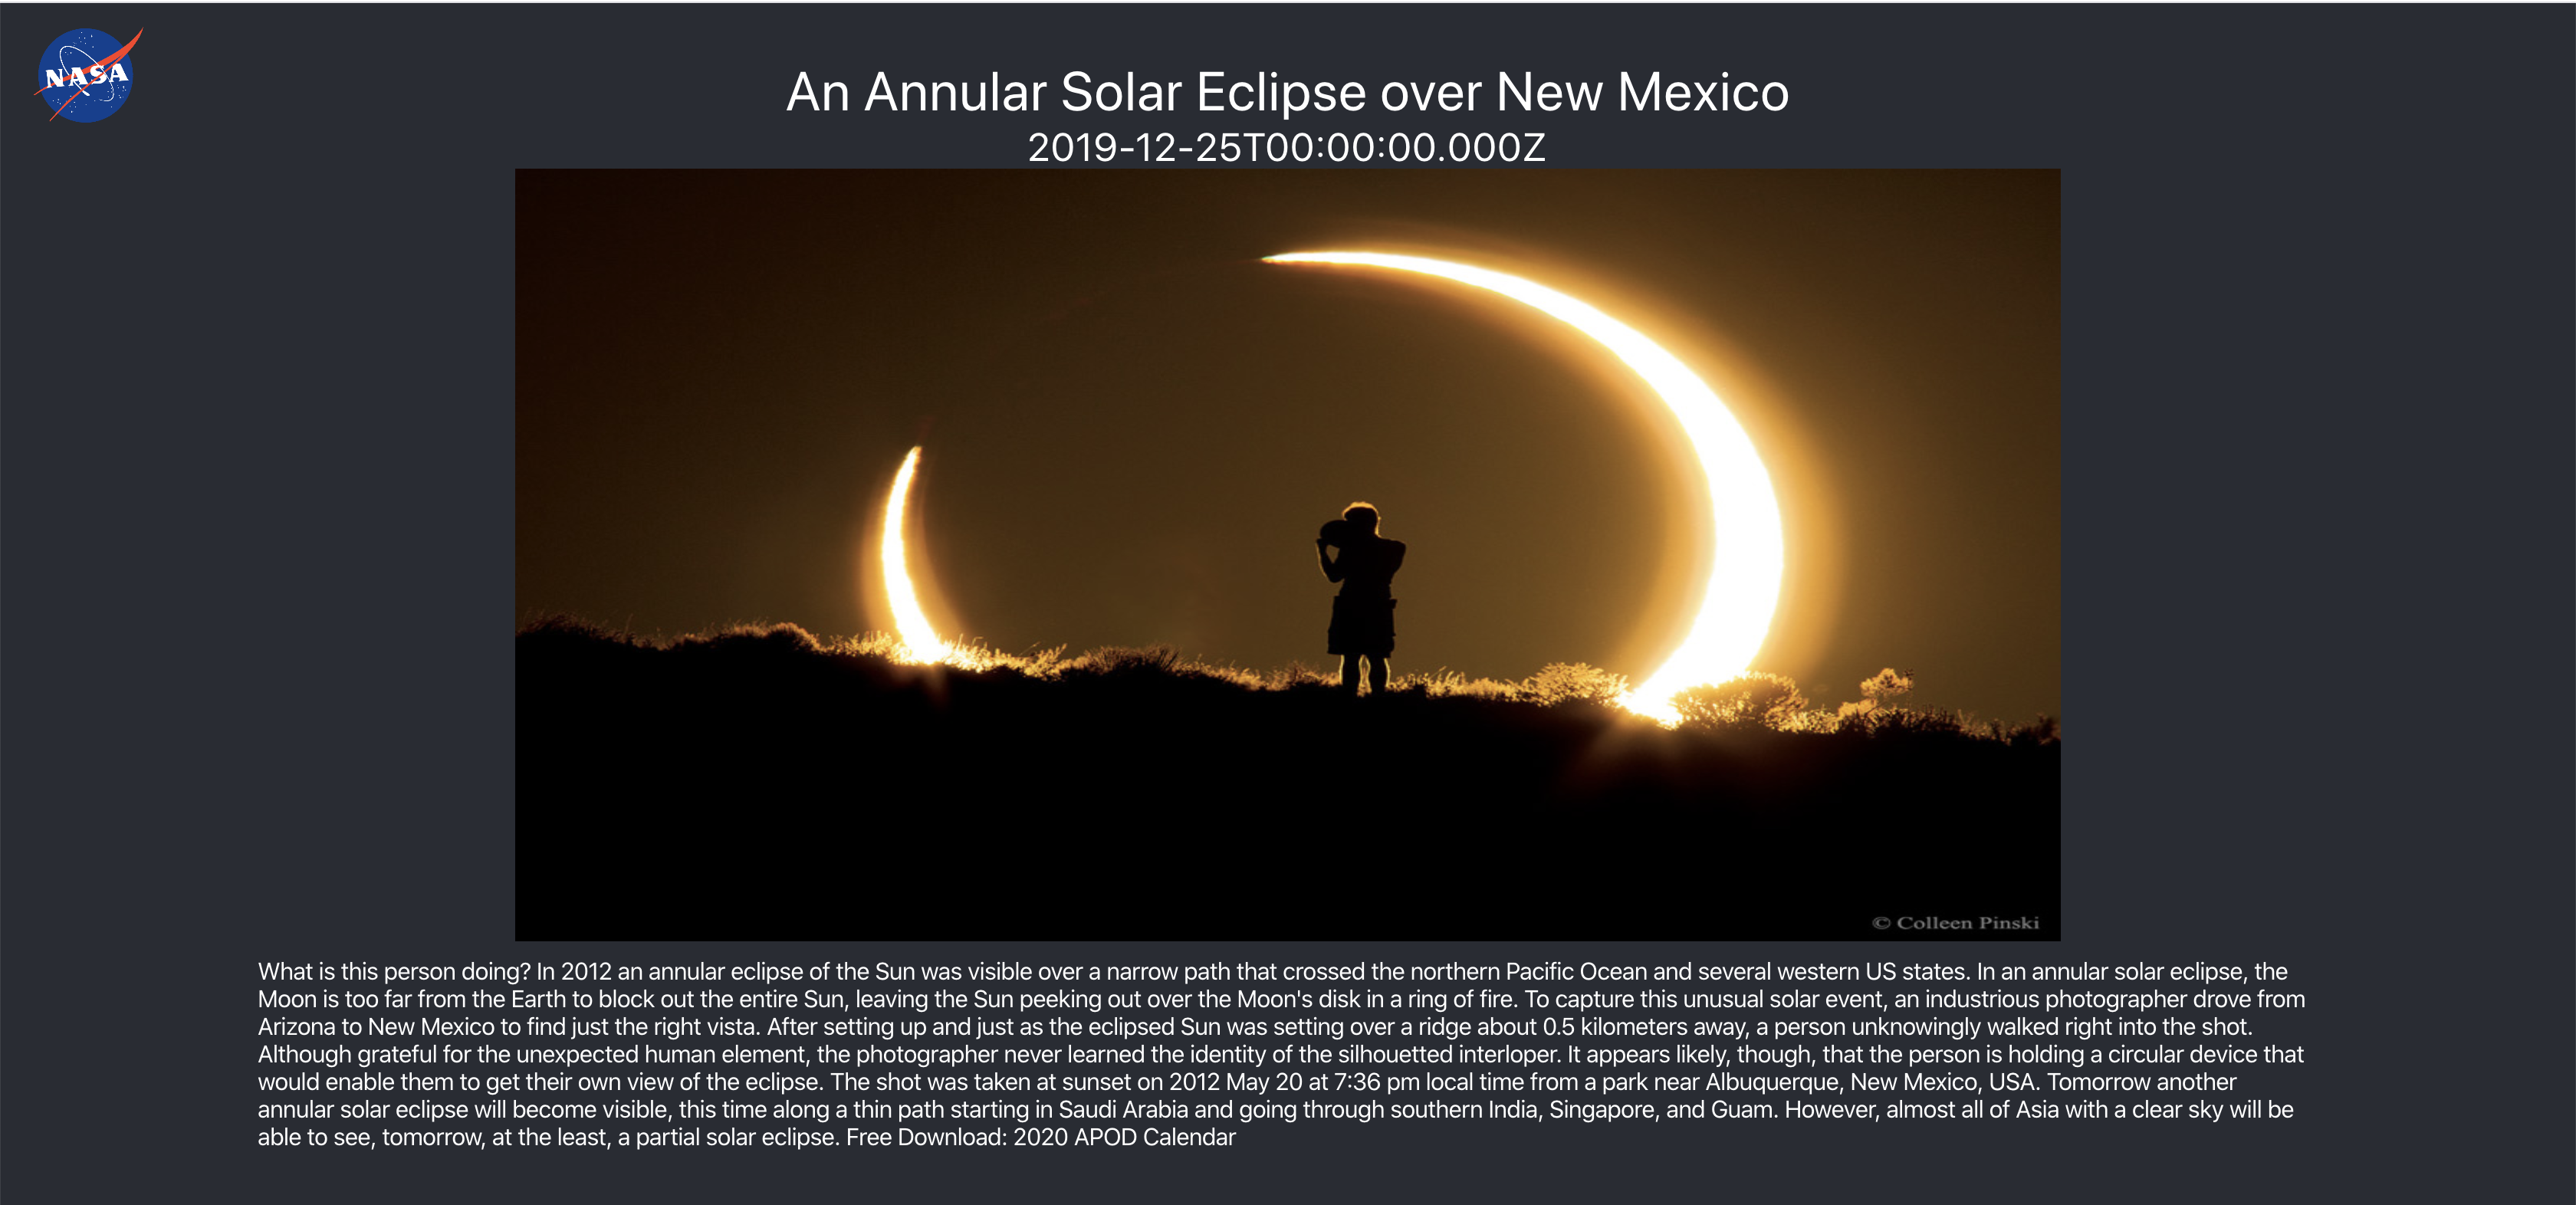 NASA
An Annular Solar Eclipse over New Mexico
2019-12-25T00:00:00.000Z
© Colleen Pinski
What is this person doing? In 2012 an annular eclipse of the Sun was visible over a narrow path that crossed the northern Pacific Ocean and several western US states. In an annular solar eclipse, the
Moon is too far from the Earth to block out the entire Sun, leaving the Sun peeking out over the Moon's disk in a ring of fire. To capture this unusual solar event, an industrious photographer drove from
Arizona to New Mexico to find just the right vista. After setting up and just as the eclipsed Sun was setting over a ridge about 0.5 kilometers away, a person unknowingly walked right into the shot.
Although grateful for the unexpected human element, the photographer never learned the identity of the silhouetted interloper. It appears likely, though, that the person is holding a circular device that
would enable them to get their own view of the eclipse. The shot was taken at sunset on 2012 May 20 at 7:36 pm local time from a park near Albuquerque, New Mexico, USA. Tomorrow another
annular solar eclipse will become visible, this time along a thin path starting in Saudi Arabia and going through southern India, Singapore, and Guam. However, almost all of Asia with a clear sky will be
able to see, tomorrow, at the least, a partial solar eclipse. Free Download: 2020 APOD Calendar